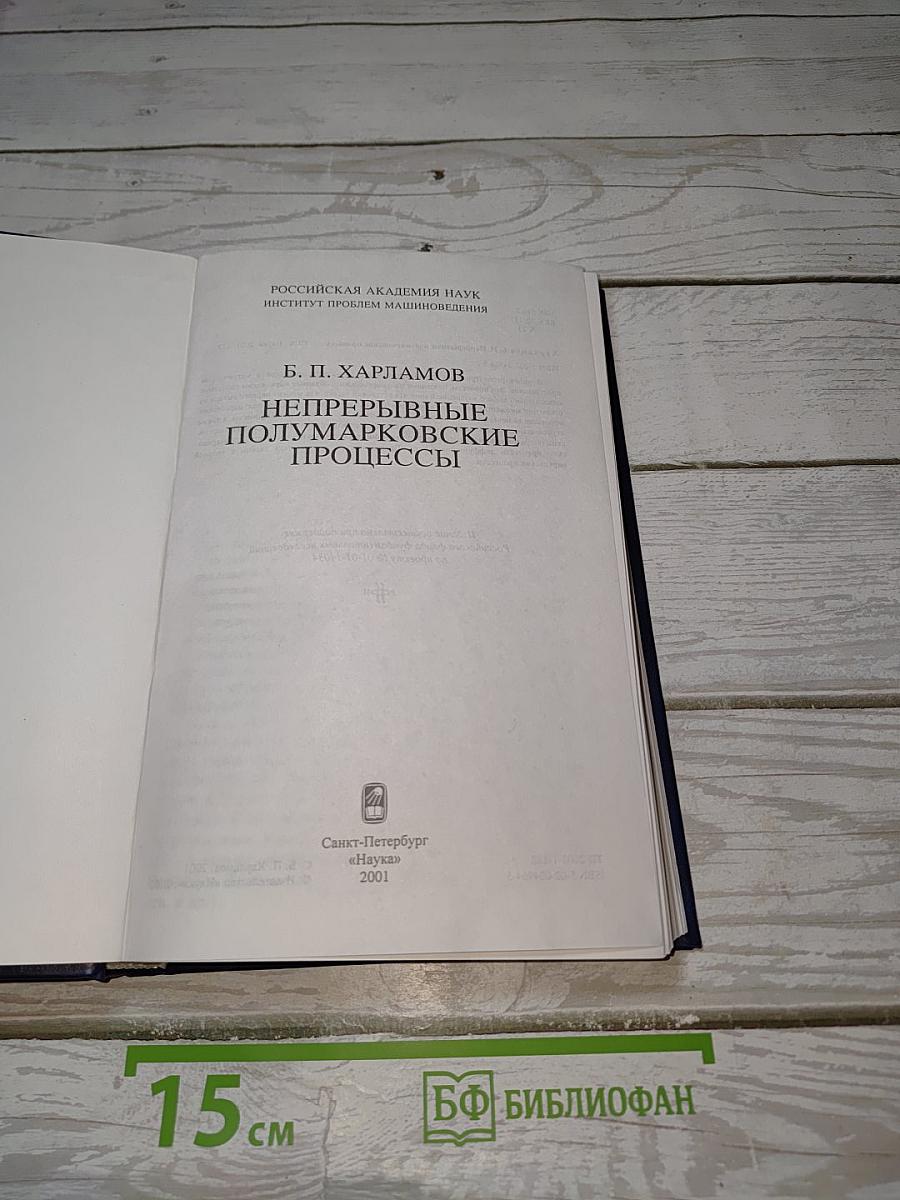 РОССИЙСКАЯ АКАДЕМИЯ НАУК
ИНСТИТУТ ПРОБЛЕМ МАШИНОВЕДЕНИЯ
Б. П. ХАРЛАМОВ
НЕПРЕРЫВНЫЕ
ПОЛУМАРКОВСКИЕ
ПРОЦЕССЫ
Санкт-Петербург
«Наука»
2001
15 см
БФ БИБЛИОФАН